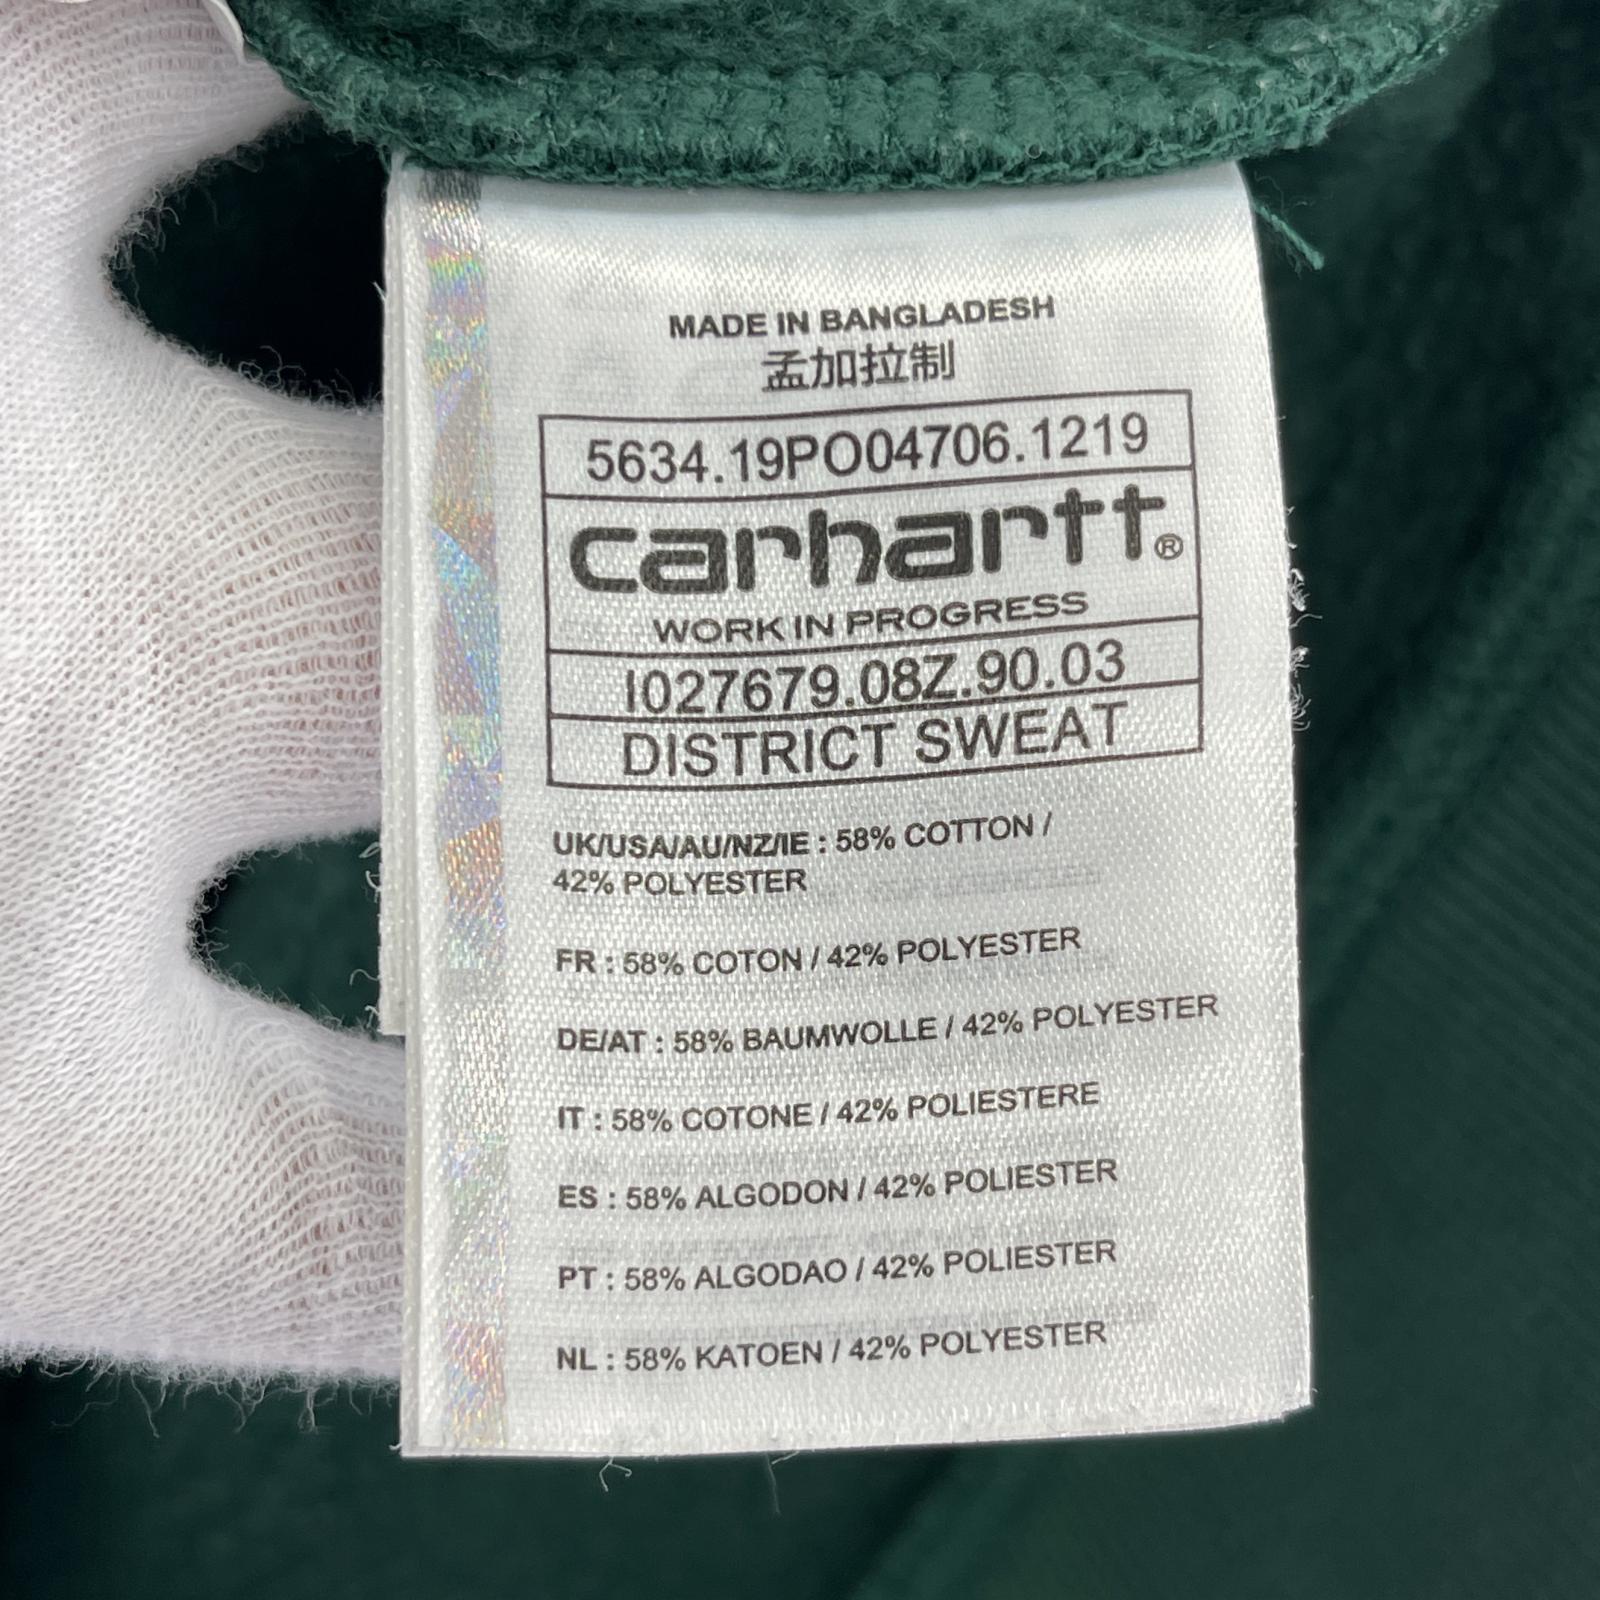 MADE IN BANGLADESH
孟加拉制
5634.19PO04706.1219
carhartt®
WORK IN PROGRESS
I027679.08Z.90.03
DISTRICT SWEAT
UK/USA/AU/NZ/IE : 58% COTTON /
42% POLYESTER
FR : 58% COTON / 42% POLYESTER
DE/AT : 58% BAUMWOLLE / 42% POLYESTER
IT : 58% COTONE / 42% POLIESTERE
ES : 58% ALGODON / 42% POLIESTER
PT : 58% ALGODAO / 42% POLIESTER
NL : 58% KATOEN / 42% POLYESTER